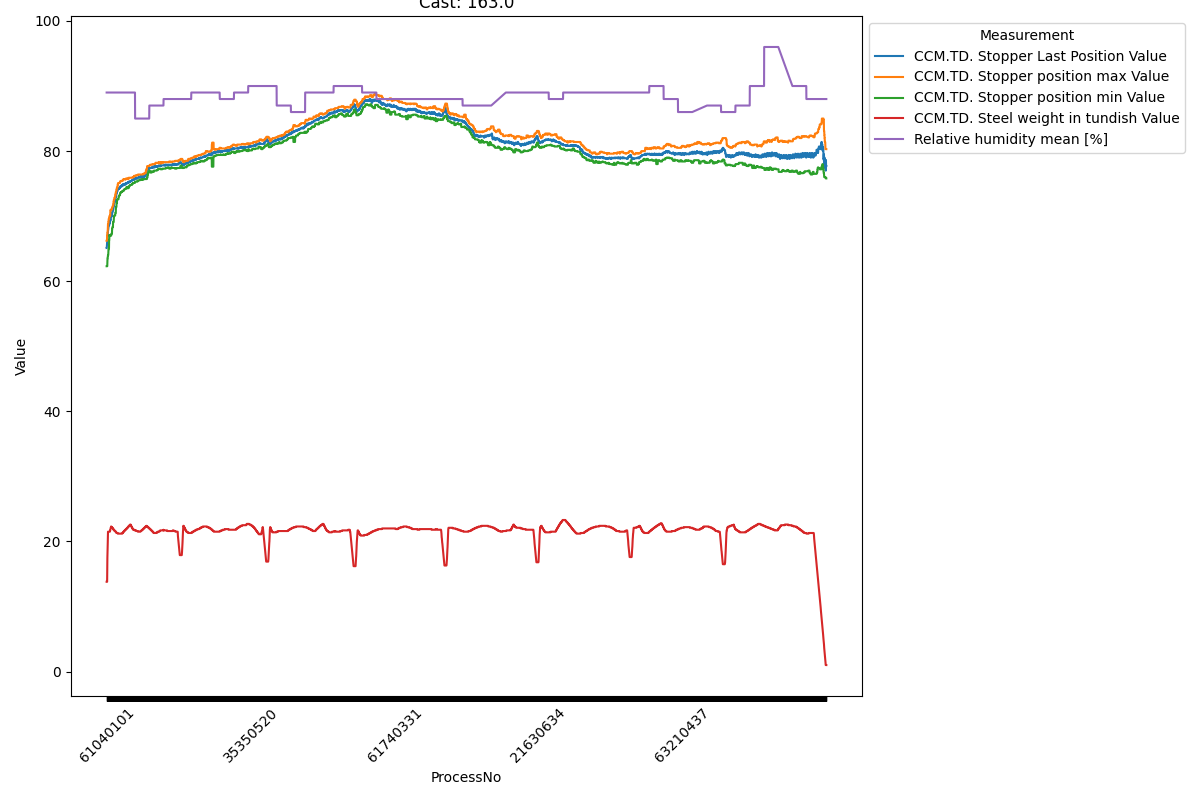 Cast: 163.0
Measurement
CCM.TD. Stopper Last Position Value
CCM.TD. Stopper position max Value
CCM.TD. Stopper position min Value
CCM.TD. Steel weight in tundish Value
Relative humidity mean [%]
100
80
60
40
20
0
Value
61040101
35350520
61740331
21630634
63210437
ProcessNo